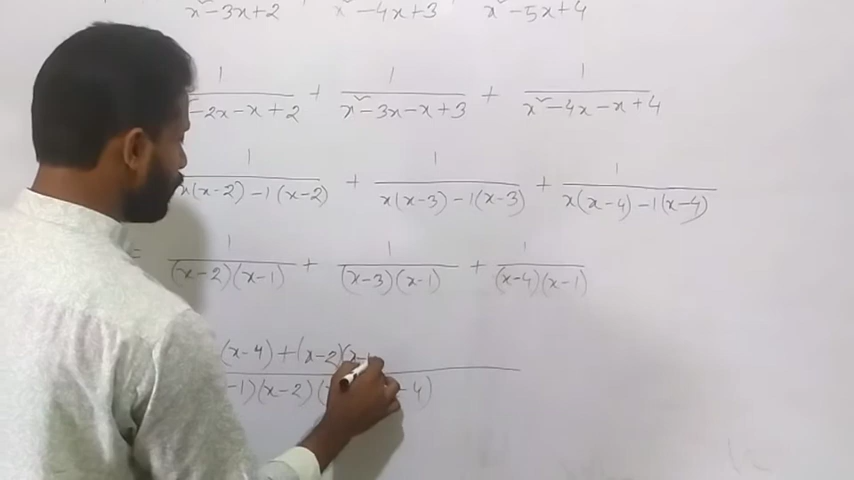 x²-3x+2 x²-4x+3 x²-5x+4
1/(x²-2x-x+2) + 1/(x²-3x-x+3) + 1/(x²-4x-x+4)
1/(x(x-2)-1(x-2)) + 1/(x(x-3)-1(x-3)) + 1/(x(x-4)-1(x-4))
= 1/((x-2)(x-1)) + 1/((x-3)(x-1)) + 1/((x-4)(x-1))
(x-4)+(x-2)(x-
-1)(x-2)( -4)